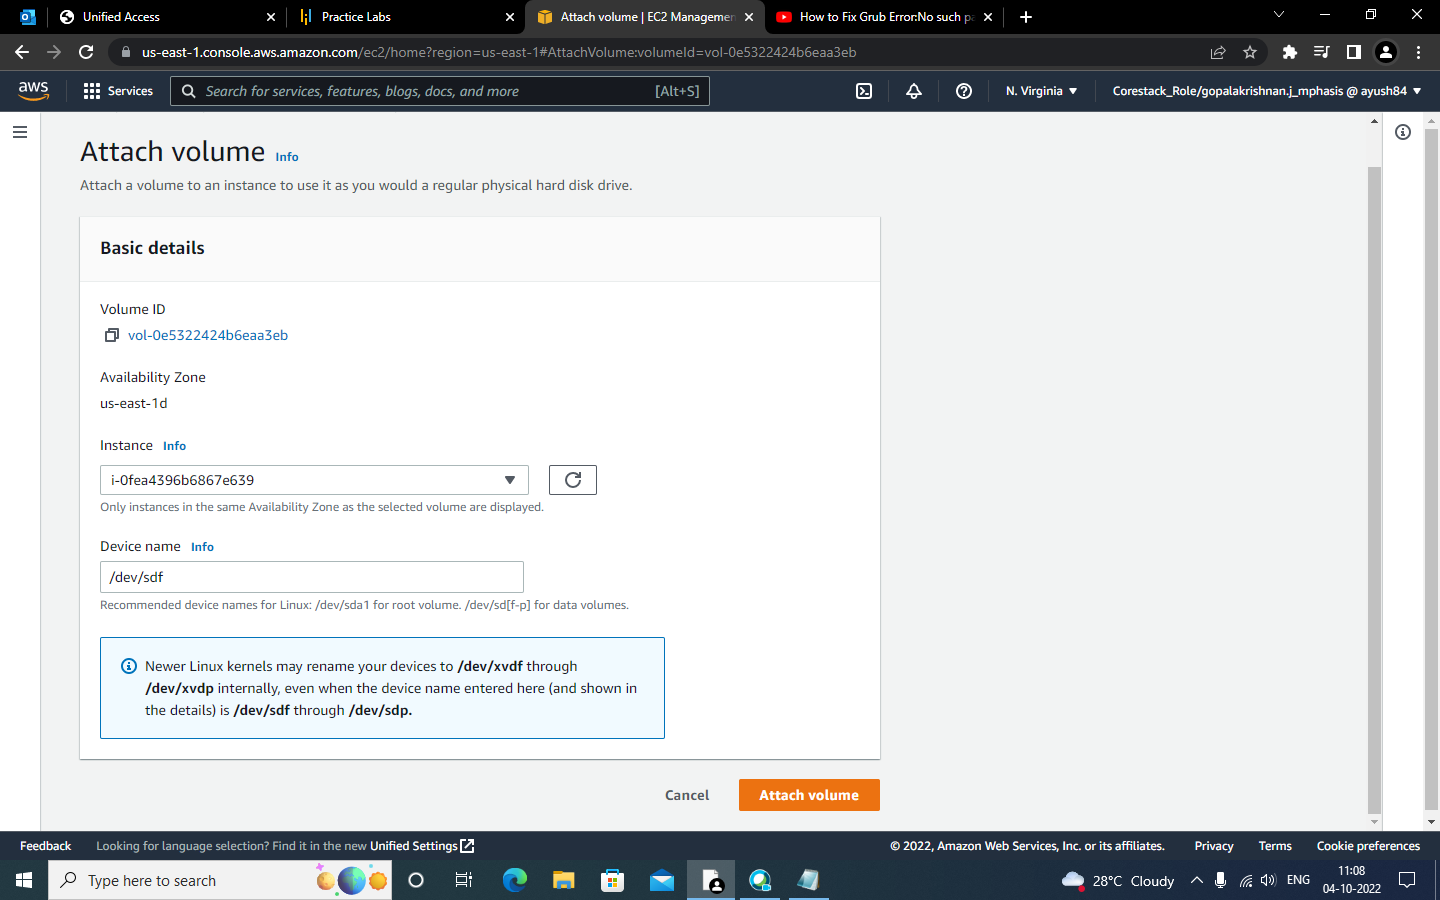 Unified Access
Practice Labs
Attach volume | EC2 Managemen
How to Fix Grub Error:No such pa
us-east-1.console.aws.amazon.com/ec2/home?region=us-east-1#AttachVolume:volumeId=vol-0e5322424b6eaa3eb
aws
Services
Search for services, features, blogs, docs, and more
[Alt+S]
N. Virginia
Corestack_Role/gopalakrishnan.j_mphasis @ ayush84
Attach volume Info
Attach a volume to an instance to use it as you would a regular physical hard disk drive.
Basic details
Volume ID
vol-0e5322424b6eaa3eb
Availability Zone
us-east-1d
Instance Info
i-0fea4396b6867e639
Only instances in the same Availability Zone as the selected volume are displayed.
Device name Info
/dev/sdf
Recommended device names for Linux: /dev/sda1 for root volume. /dev/sd[f-p] for data volumes.
Newer Linux kernels may rename your devices to /dev/xvdf through
/dev/xvdp internally, even when the device name entered here (and shown in
the details) is /dev/sdf through /dev/sdp.
Cancel
Attach volume
Feedback
Looking for language selection? Find it in the new Unified Settings
© 2022, Amazon Web Services, Inc. or its affiliates.
Privacy
Terms
Cookie preferences
Type here to search
28°C Cloudy
ENG
11:08
04-10-2022